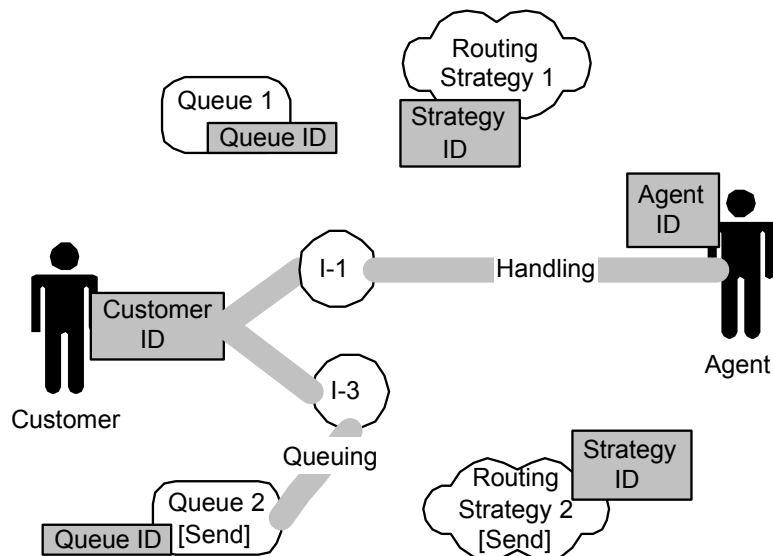 Routing
Strategy 1
Strategy
ID
Queue 1
Queue ID
Agent
ID
I-1
Handling
Customer
ID
Agent
I-3
Customer
Queuing
Strategy
ID
Routing
Strategy 2
[Send]
Queue 2
[Send]
Queue ID